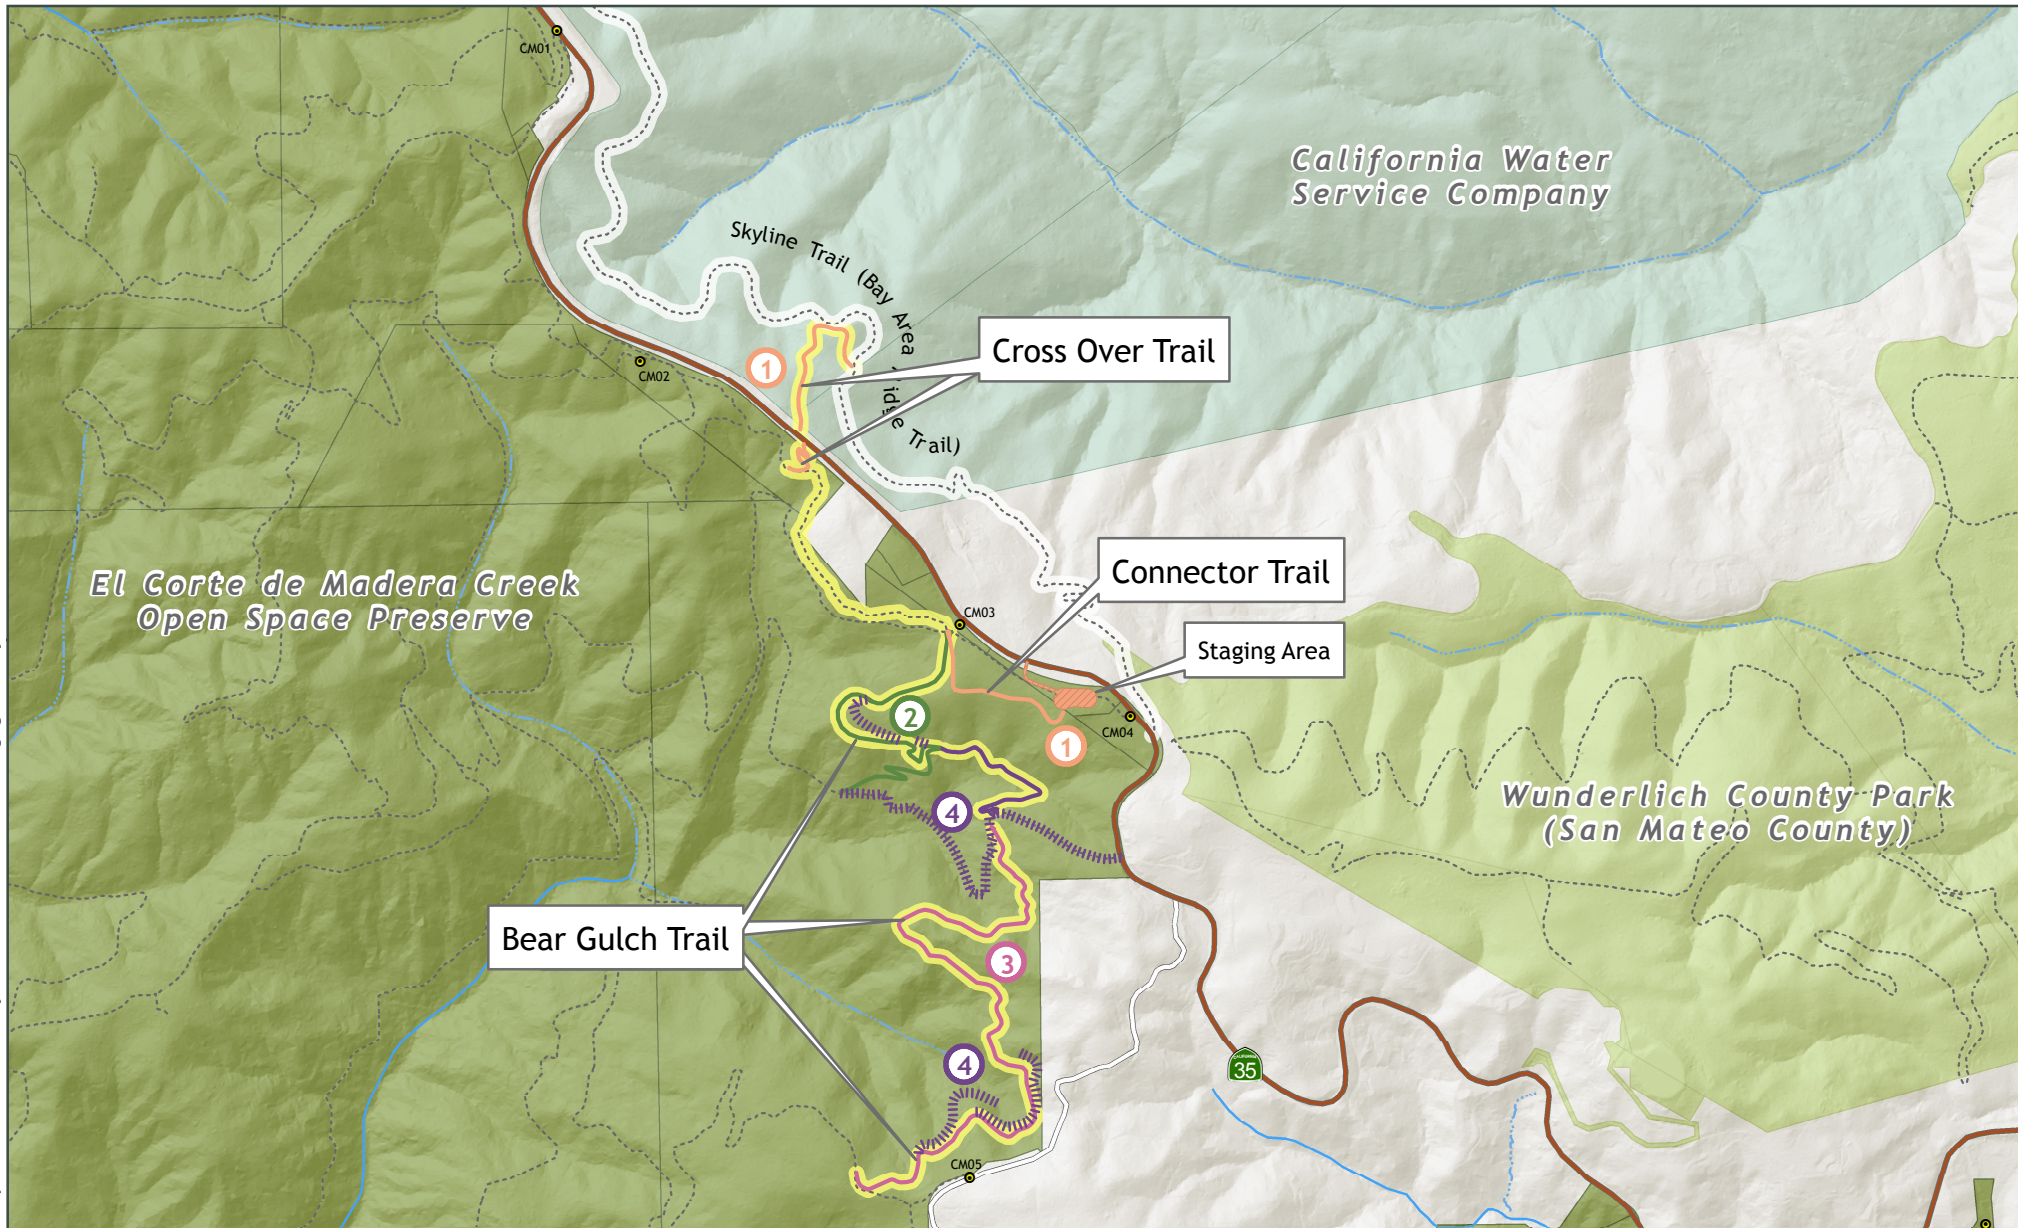 CM01
California Water
Service Company
Skyline Trail (Bay Area
idge Trail)
Cross Over Trail
1
CM02
El Corte de Madera Creek
Open Space Preserve
Connector Trail
CM03
Staging Area
2
CM04
1
Wunderlich County Park
(San Mateo County)
4
Bear Gulch Trail
3
4
CALIFORNIA
35
CM05